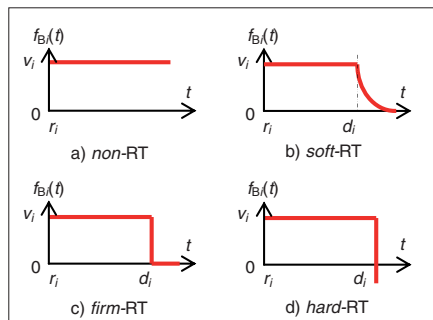 f_Bi(t)
v_i
0
r_i
t
a) non-RT
f_Bi(t)
v_i
0
r_i
d_i
t
b) soft-RT
f_Bi(t)
v_i
0
r_i
d_i
t
c) firm-RT
f_Bi(t)
v_i
0
r_i
d_i
t
d) hard-RT